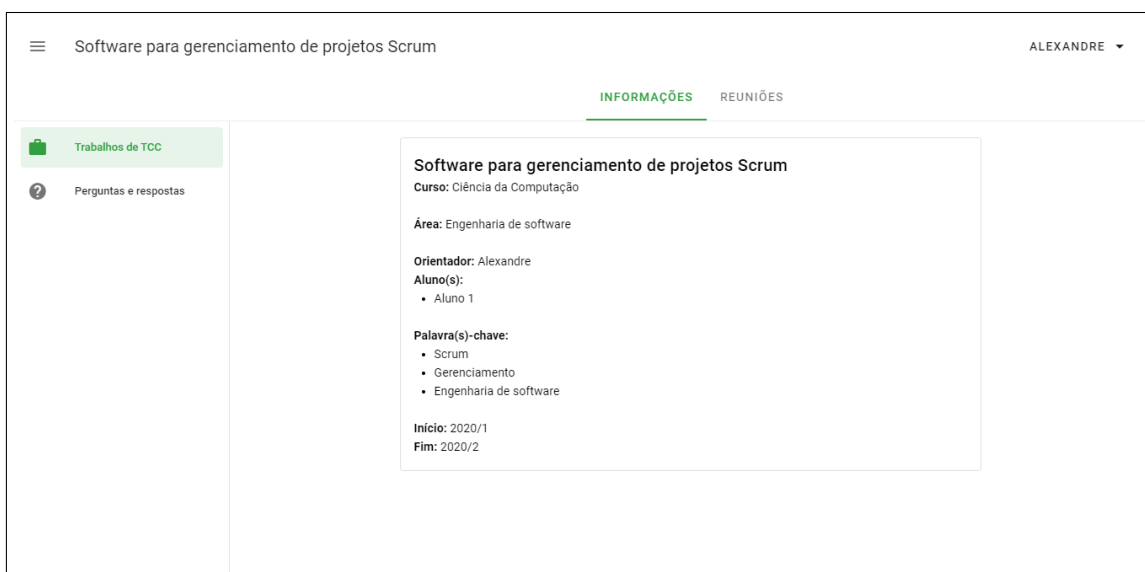 Software para gerenciamento de projetos Scrum
ALEXANDRE
INFORMAÇÕES
REUNIÕES
Trabalhos de TCC
Perguntas e respostas
Software para gerenciamento de projetos Scrum
Curso: Ciência da Computação
Área: Engenharia de software
Orientador: Alexandre
Aluno(s):
• Aluno 1
Palavra(s)-chave:
• Scrum
• Gerenciamento
• Engenharia de software
Início: 2020/1
Fim: 2020/2